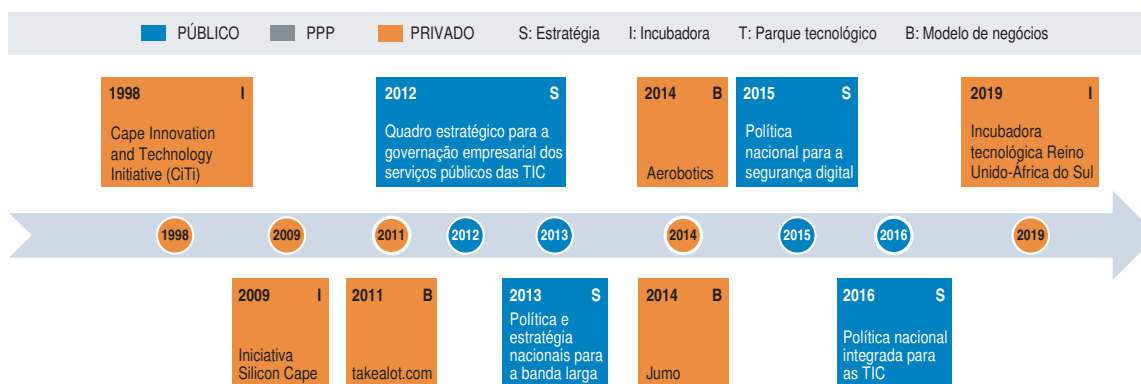 PÚBLICO PPP PRIVADO S: Estratégia I: Incubadora T: Parque tecnológico B: Modelo de negócios
1998 I
Cape Innovation
and Technology
Initiative (CiTi)
2012 S
Quadro estratégico para a
governação empresarial dos
serviços públicos das TIC
2014 B
Aerobotics
2015 S
Política
nacional para a
segurança digital
2019 I
Incubadora
tecnológica Reino
Unido-África do Sul
1998 2009 2011 2012 2013 2014 2015 2016 2019
2009 I
Iniciativa
Silicon Cape
2011 B
takealot.com
2013 S
Política e
estratégia
nacionais para
a banda larga
2014 B
Jumo
2016 S
Política nacional
integrada para
as TIC